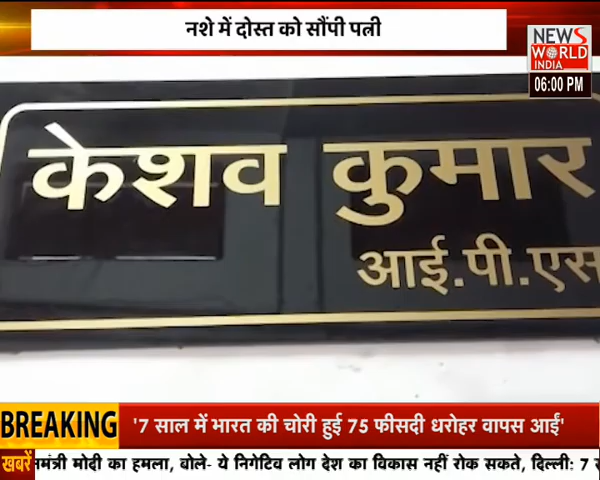 नशे में दोस्त को सौंपी पत्नी
NEWS
WORLD
INDIA
06:00 PM
केशव कुमार
आई.पी.एस
BREAKING
'7 साल में भारत की चोरी हुई 75 फीसदी धरोहर वापस आईं'
खबरें
मंत्री मोदी का हमला, बोले- ये निगेटिव लोग देश का विकास नहीं रोक सकते, दिल्ली: 7